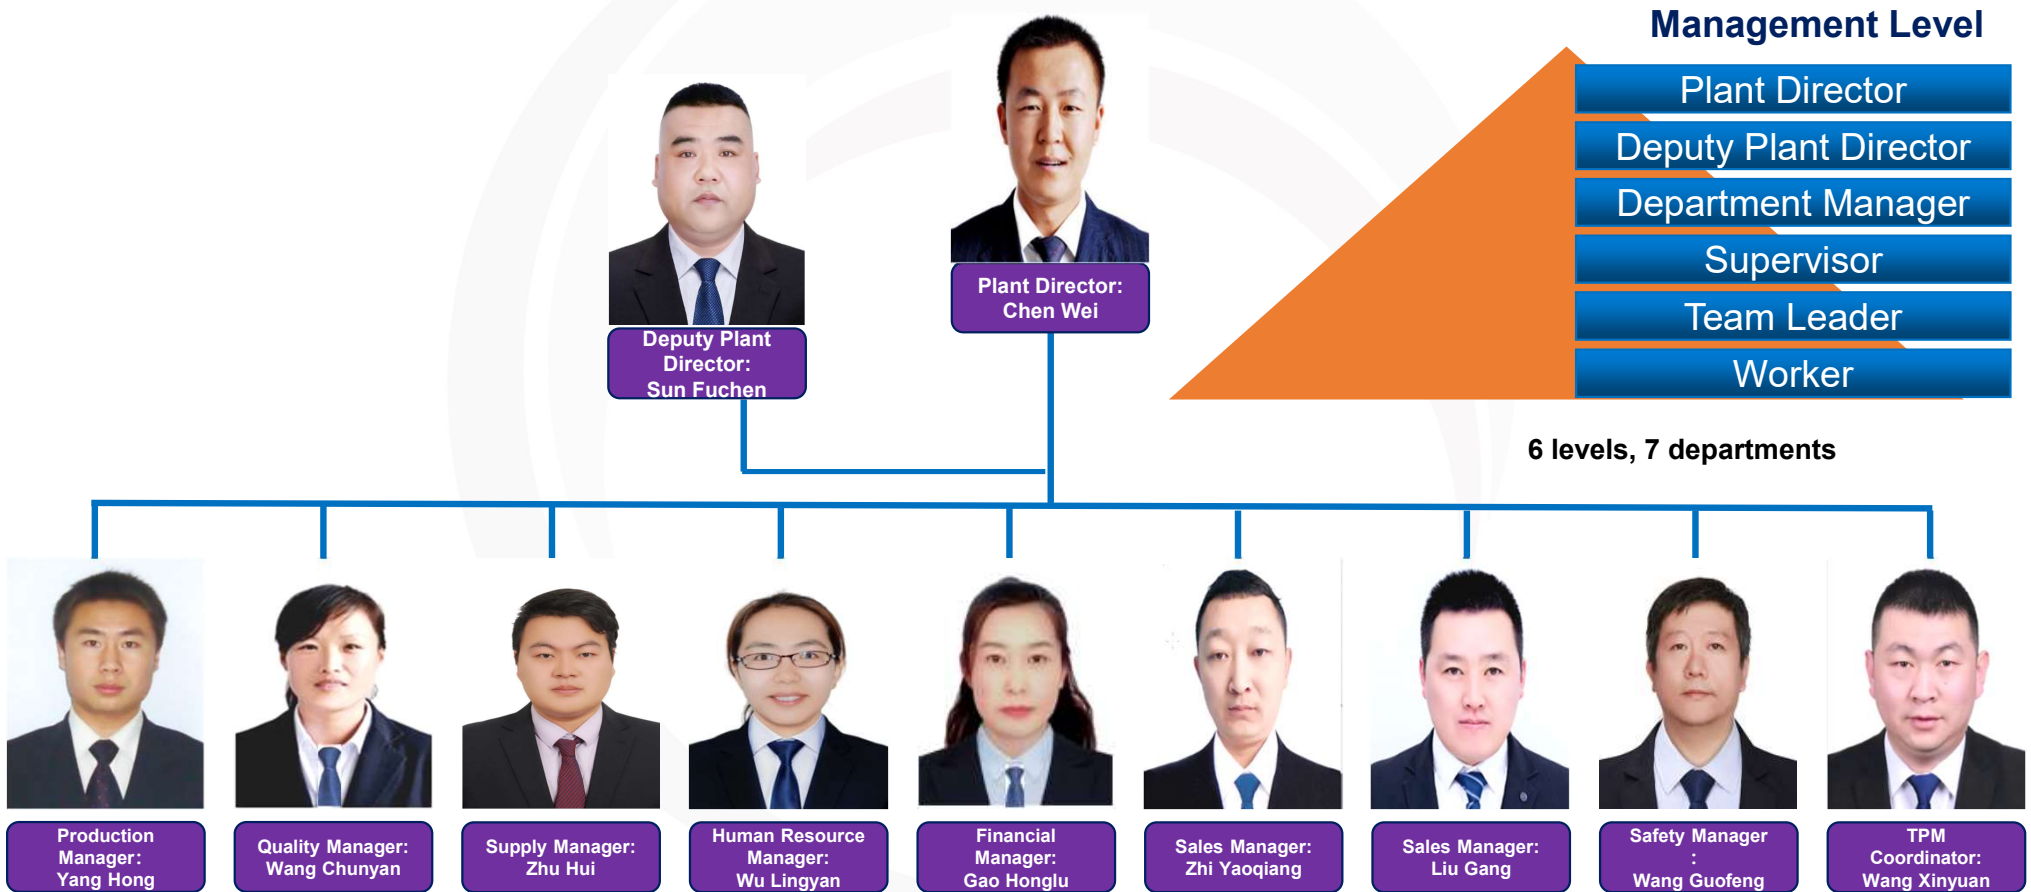 Management Level
Plant Director
Deputy Plant Director
Department Manager
Supervisor
Team Leader
Worker
6 levels, 7 departments
Plant Director:
Chen Wei
Deputy Plant
Director:
Sun Fuchen
Production
Manager:
Yang Hong
Quality Manager:
Wang Chunyan
Supply Manager:
Zhu Hui
Human Resource
Manager:
Wu Lingyan
Financial
Manager:
Gao Honglu
Sales Manager:
Zhi Yaoqiang
Sales Manager:
Liu Gang
Safety Manager
:
Wang Guofeng
TPM
Coordinator:
Wang Xinyuan